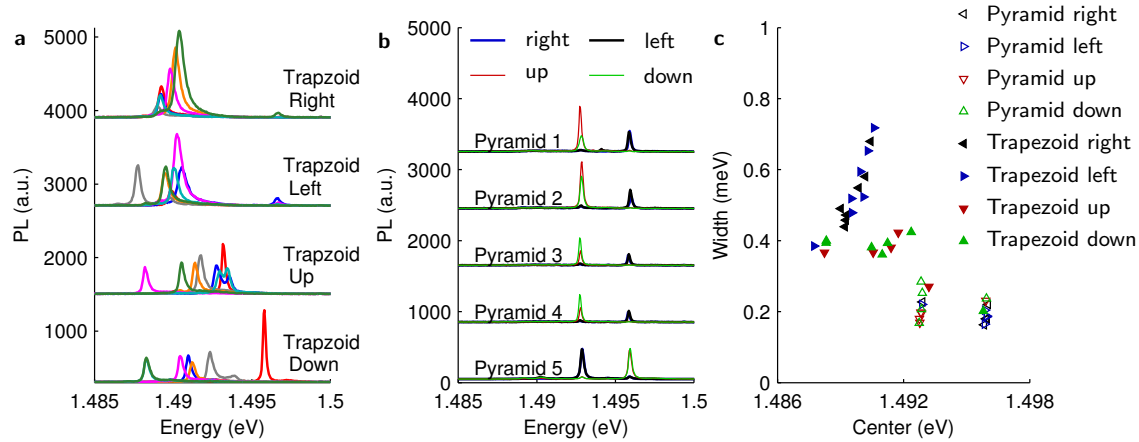 a
5000
4000
3000
2000
1000
PL (a.u.)
Trapzoid
Right
Trapzoid
Left
Trapzoid
Up
Trapzoid
Down
1.485
1.49
1.495
1.5
Energy (eV)
b
right
left
up
down
5000
4000
3000
2000
1000
0
PL (a.u.)
Pyramid 1
Pyramid 2
Pyramid 3
Pyramid 4
Pyramid 5
1.485
1.49
1.495
1.5
Energy (eV)
c
1
0.8
0.6
0.4
0.2
0
Width (meV)
1.486
1.492
1.498
Center (eV)
Pyramid right
Pyramid left
Pyramid up
Pyramid down
Trapezoid right
Trapezoid left
Trapezoid up
Trapezoid down